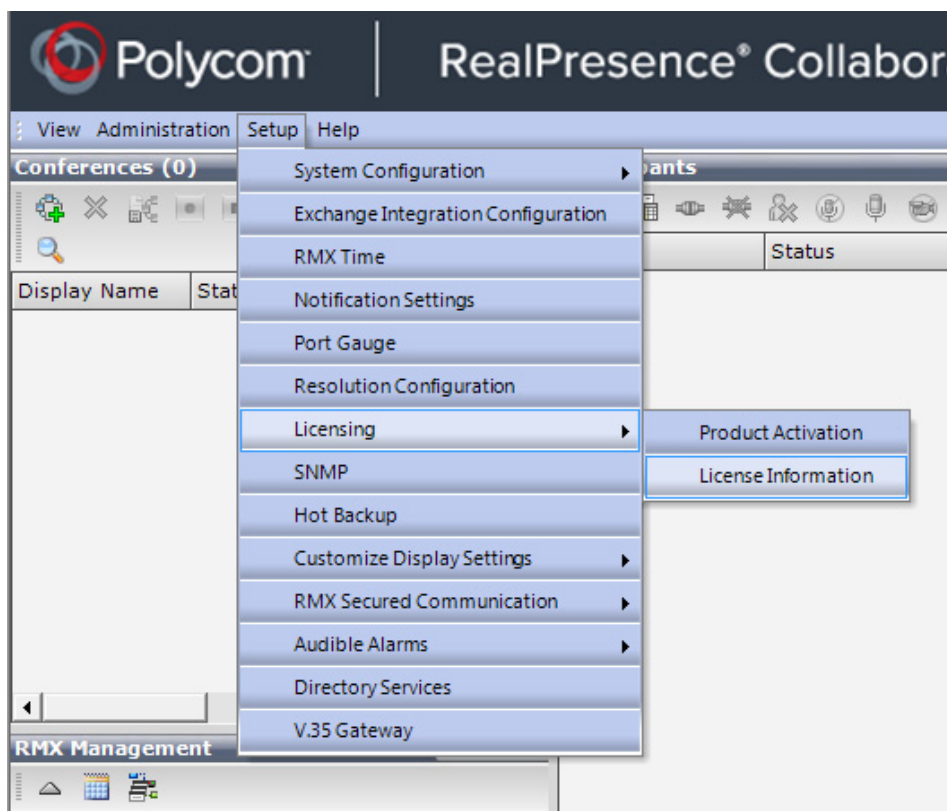 Polycom
RealPresence® Collabor
View Administration Setup Help
Conferences (0)
pants
System Configuration
Exchange Integration Configuration
RMX Time
Status
Display Name
Stat
Notification Settings
Port Gauge
Resolution Configuration
Licensing
Product Activation
License Information
SNMP
Hot Backup
Customize Display Settings
RMX Secured Communication
Audible Alarms
Directory Services
V.35 Gateway
RMX Management